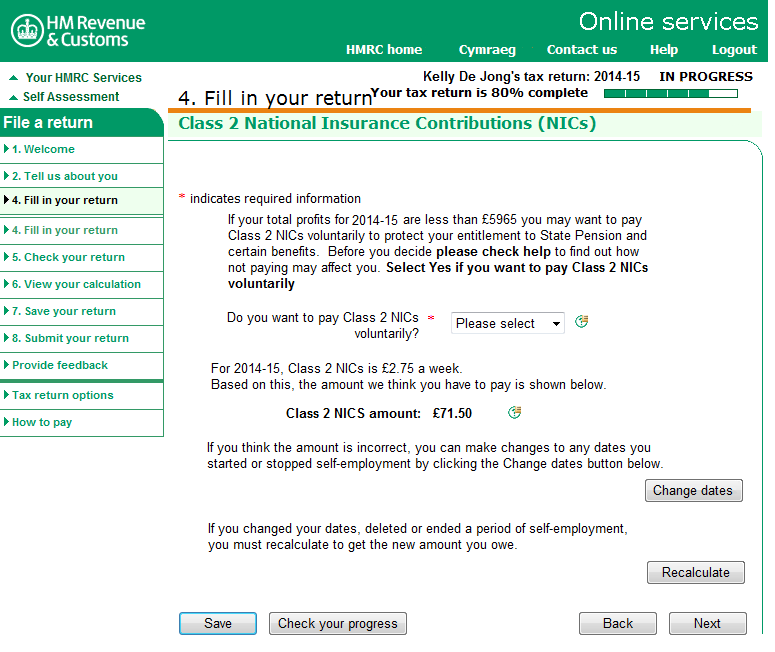 HM Revenue
& Customs
Online services
HMRC home Cymraeg Contact us Help Logout
Your HMRC Services
Self Assessment
Kelly De Jong's tax return: 2014-15 IN PROGRESS
4. Fill in your return
Your tax return is 80% complete
File a return
1. Welcome
2. Tell us about you
4. Fill in your return
4. Fill in your return
5. Check your return
6. View your calculation
7. Save your return
8. Submit your return
Provide feedback
Tax return options
How to pay
Class 2 National Insurance Contributions (NICs)
* indicates required information
If your total profits for 2014-15 are less than £5965 you may want to pay
Class 2 NICs voluntarily to protect your entitlement to State Pension and
certain benefits. Before you decide please check help to find out how
not paying may affect you. Select Yes if you want to pay Class 2 NICs
voluntarily
Do you want to pay Class 2 NICs *
voluntarily?
Please select
For 2014-15, Class 2 NICs is £2.75 a week.
Based on this, the amount we think you have to pay is shown below.
Class 2 NICS amount: £71.50
If you think the amount is incorrect, you can make changes to any dates you
started or stopped self-employment by clicking the Change dates button below.
Change dates
If you changed your dates, deleted or ended a period of self-employment,
you must recalculate to get the new amount you owe.
Recalculate
Save Check your progress Back Next